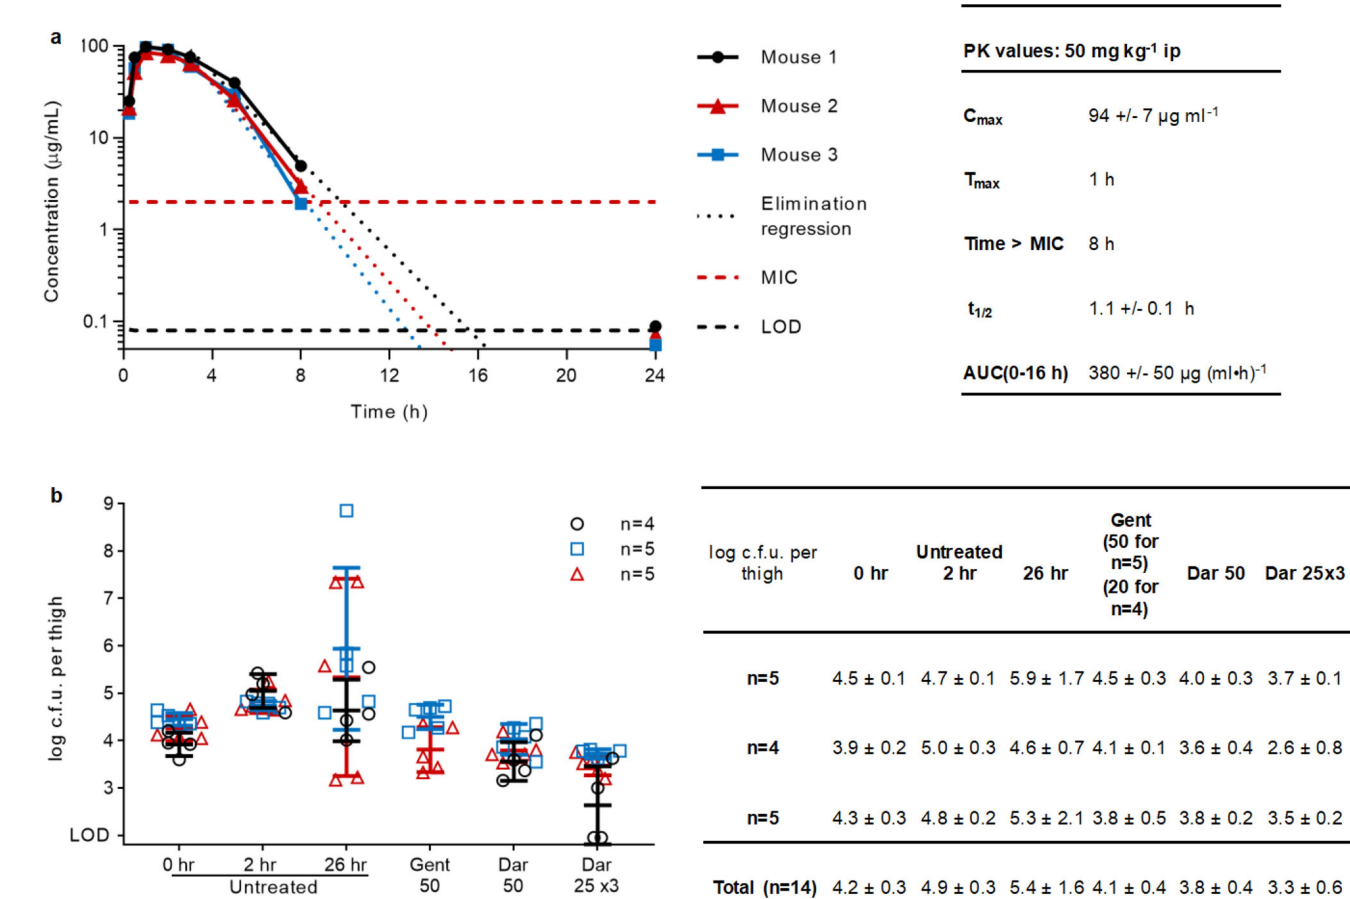 a
100
10
1
0.1
Concentration (µg/mL)
0
4
8
12
16
20
24
Time (h)
Mouse 1
Mouse 2
Mouse 3
Elimination
regression
MIC
LOD
PK values: 50 mg kg-1 ip
Cmax 94 +/- 7 µg ml-1
Tmax 1 h
Time > MIC 8 h
t1/2 1.1 +/- 0.1 h
AUC(0-16 h) 380 +/- 50 µg (ml•h)-1
b
9
8
7
6
5
4
3
LOD
log c.f.u. per thigh
n=4
n=5
n=5
0 hr 2 hr 26 hr Gent Dar Dar
Untreated 50 50 25 x3
log c.f.u. per
thigh
0 hr
Untreated
2 hr
26 hr
Gent
(50 for
n=5)
(20 for
n=4)
Dar 50
Dar 25x3
n=5 4.5 ± 0.1 4.7 ± 0.1 5.9 ± 1.7 4.5 ± 0.3 4.0 ± 0.3 3.7 ± 0.1
n=4 3.9 ± 0.2 5.0 ± 0.3 4.6 ± 0.7 4.1 ± 0.1 3.6 ± 0.4 2.6 ± 0.8
n=5 4.3 ± 0.3 4.8 ± 0.2 5.3 ± 2.1 3.8 ± 0.5 3.8 ± 0.2 3.5 ± 0.2
Total (n=14) 4.2 ± 0.3 4.9 ± 0.3 5.4 ± 1.6 4.1 ± 0.4 3.8 ± 0.4 3.3 ± 0.6